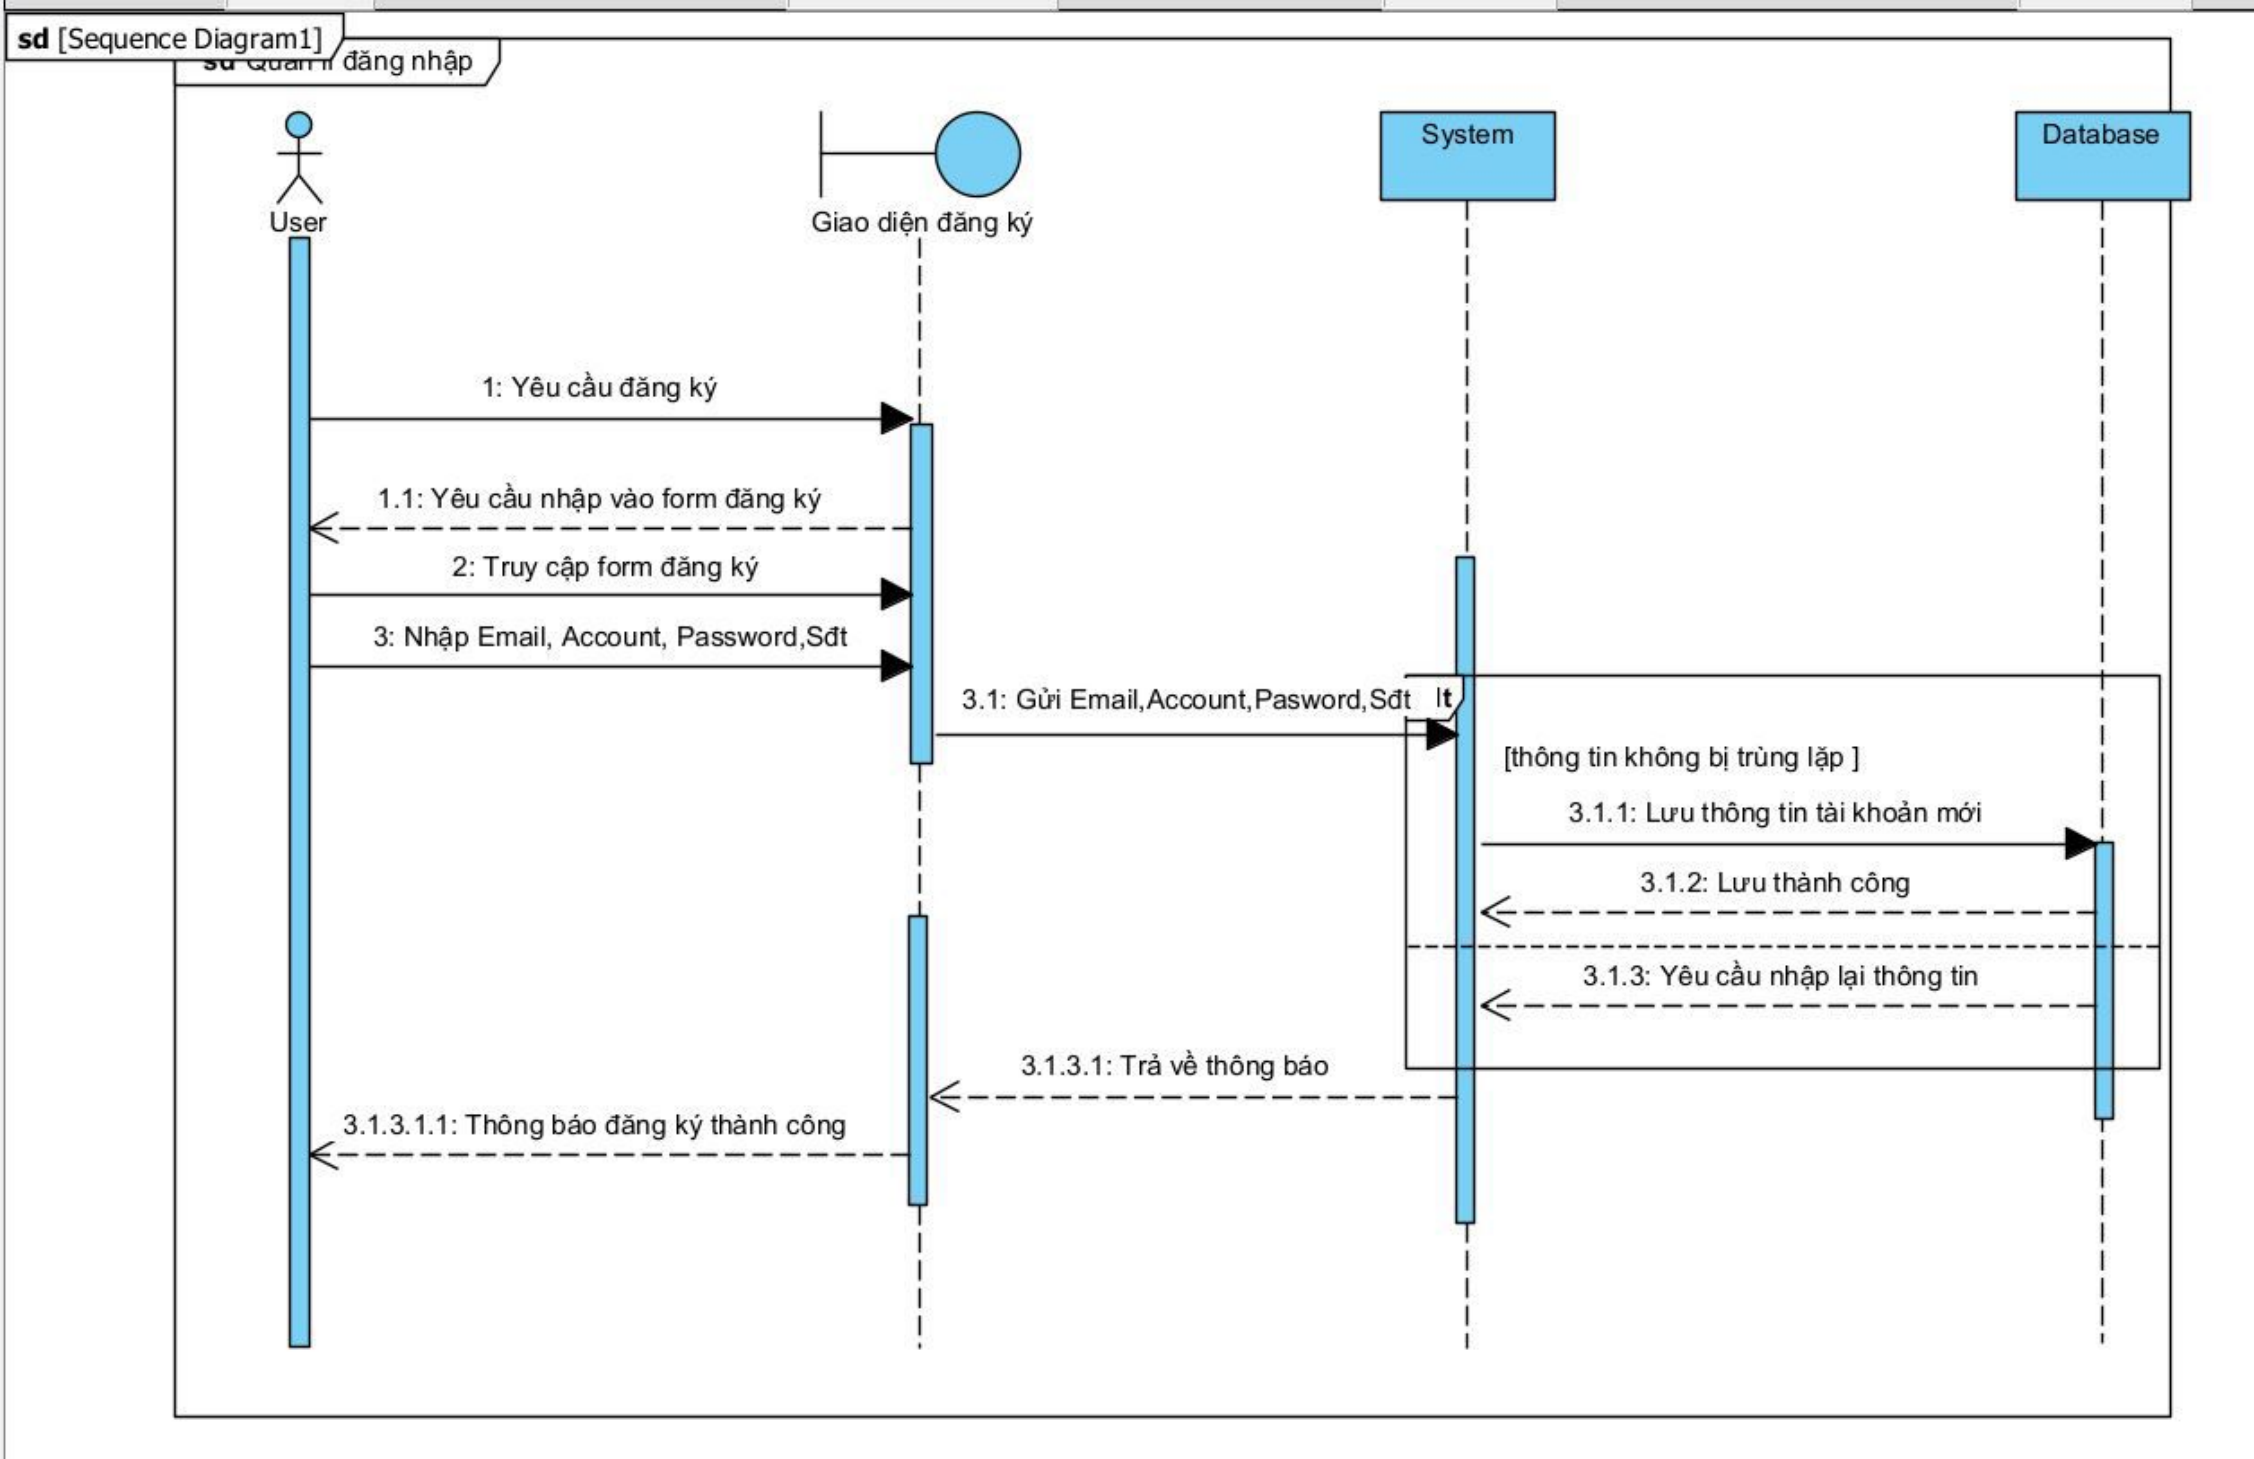 sd [Sequence Diagram1]
đăng nhập
User
Giao diện đăng ký
System
Database
1: Yêu cầu đăng ký
1.1: Yêu cầu nhập vào form đăng ký
2: Truy cập form đăng ký
3: Nhập Email, Account, Password,Sđt
3.1: Gửi Email,Account,Pasword,Sđt
lt
[thông tin không bị trùng lặp ]
3.1.1: Lưu thông tin tài khoản mới
3.1.2: Lưu thành công
3.1.3: Yêu cầu nhập lại thông tin
3.1.3.1: Trả về thông báo
3.1.3.1.1: Thông báo đăng ký thành công